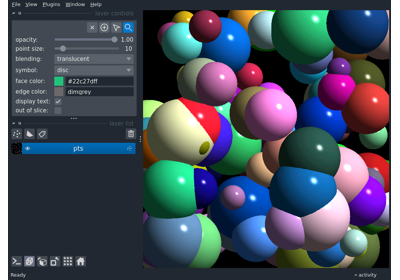 File View Plugins Window Help
layer controls
opacity: 1.00
point size: 10
blending: translucent
symbol: disc
face color: #22c27dff
edge color: dimgrey
display text:
out of slice:
layer list
pts
Ready
activity